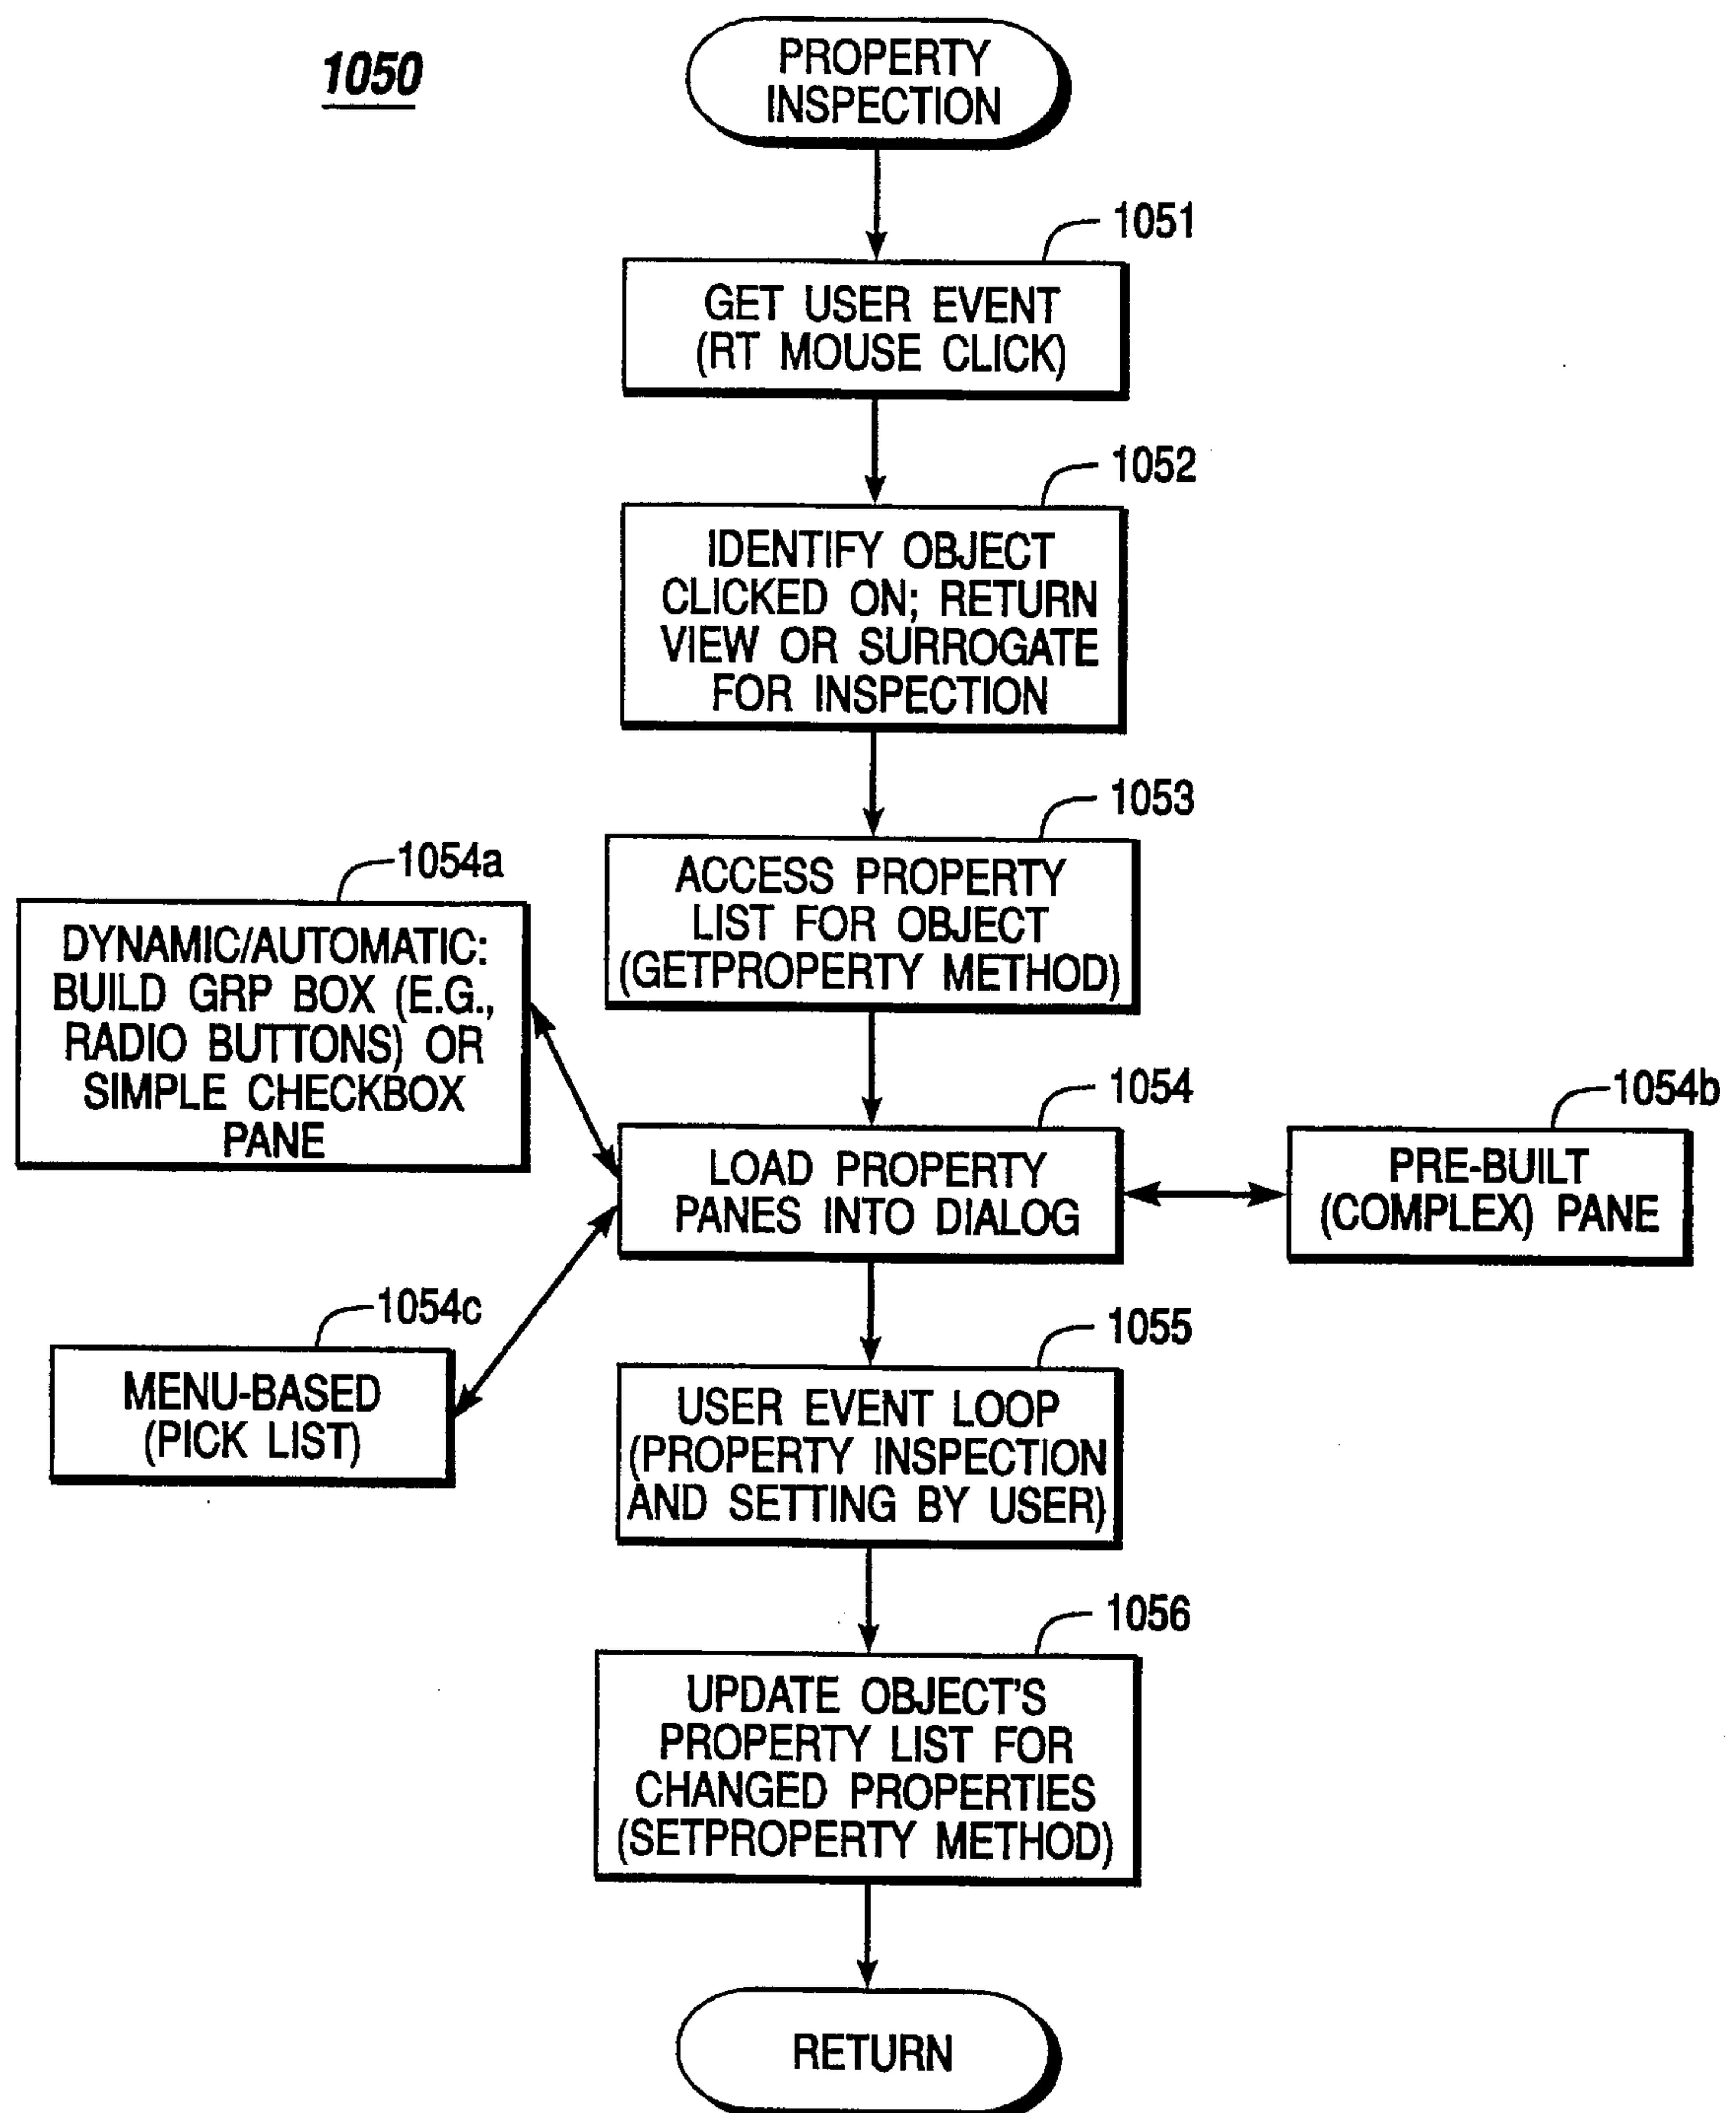 1050
PROPERTY
INSPECTION
1051
GET USER EVENT
(RT MOUSE CLICK)
1052
IDENTIFY OBJECT
CLICKED ON; RETURN
VIEW OR SURROGATE
FOR INSPECTION
1053
ACCESS PROPERTY
LIST FOR OBJECT
(GETPROPERTY METHOD)
1054a
DYNAMIC/AUTOMATIC:
BUILD GRP BOX (E.G.,
RADIO BUTTONS) OR
SIMPLE CHECKBOX
PANE
1054
LOAD PROPERTY
PANES INTO DIALOG
1054b
PRE-BUILT
(COMPLEX) PANE
1054c
MENU-BASED
(PICK LIST)
1055
USER EVENT LOOP
(PROPERTY INSPECTION
AND SETTING BY USER)
1056
UPDATE OBJECT'S
PROPERTY LIST FOR
CHANGED PROPERTIES
(SETPROPERTY METHOD)
RETURN